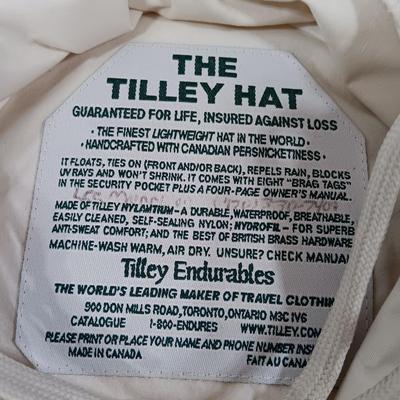 THE
TILLEY HAT
GUARANTEED FOR LIFE, INSURED AGAINST LOSS
• THE FINEST LIGHTWEIGHT HAT IN THE WORLD •
• HANDCRAFTED WITH CANADIAN PERSNICKETINESS •
IT FLOATS, TIES ON (FRONT AND/OR BACK), REPELS RAIN, BLOCKS
UV RAYS AND WON'T SHRINK. IT COMES WITH EIGHT "BRAG TAGS"
IN THE SECURITY POCKET PLUS A FOUR-PAGE OWNER'S MANUAL.
MADE OF TILLEY NYLAMTIUM – A DURABLE, WATERPROOF, BREATHABLE,
EASILY CLEANED, SELF-SEALING NYLON; HYDROFIL – FOR SUPERB
ANTI-SWEAT COMFORT; AND THE BEST OF BRITISH BRASS HARDWARE
MACHINE-WASH WARM, AIR DRY. UNSURE? CHECK MANUAL
Tilley Endurables
THE WORLD'S LEADING MAKER OF TRAVEL CLOTHIN
900 DON MILLS ROAD, TORONTO, ONTARIO M3C 1V6
CATALOGUE 1-800-ENDURES WWW.TILLEY.COM
PLEASE PRINT OR PLACE YOUR NAME AND PHONE NUMBER INS
MADE IN CANADA FAIT AU CANA